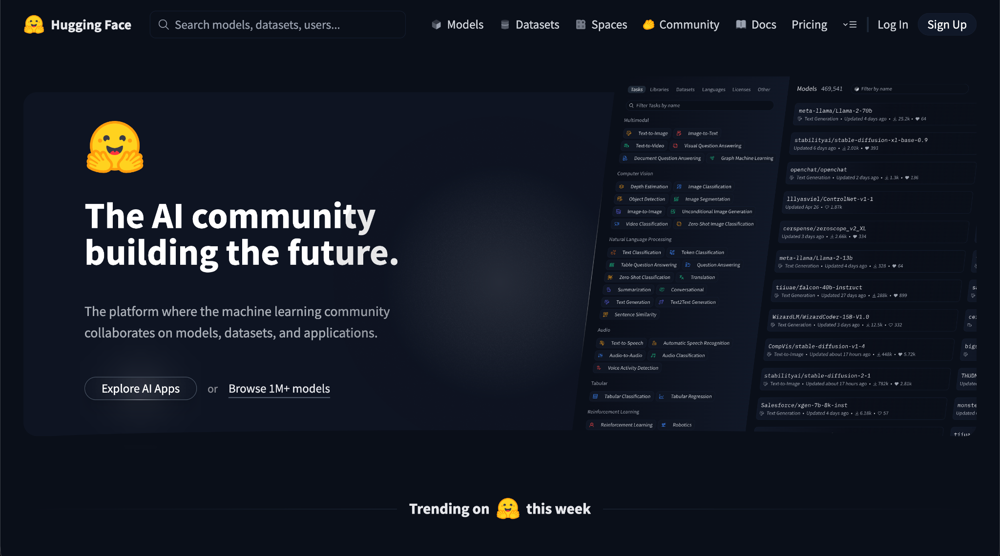 Hugging Face
Search models, datasets, users...
Models
Datasets
Spaces
Community
Docs
Pricing
Log In
Sign Up
The AI community
building the future.
The platform where the machine learning community
collaborates on models, datasets, and applications.
Explore AI Apps or Browse 1M+ models
Tasks Libraries Datasets Languages Licenses Other
Filter Tasks by name
Multimodal
Text-to-Image Image-to-Text
Text-to-Video Visual Question Answering
Document Question Answering Graph Machine Learning
Computer Vision
Depth Estimation Image Classification
Object Detection Image Segmentation
Image-to-Image Unconditional Image Generation
Video Classification Zero-Shot Image Classification
Natural Language Processing
Text Classification Token Classification
Table Question Answering Question Answering
Zero-Shot Classification Translation
Summarization Conversational
Text Generation Text2Text Generation
Sentence Similarity
Audio
Text-to-Speech Automatic Speech Recognition
Audio-to-Audio Audio Classification
Voice Activity Detection
Tabular
Tabular Classification Tabular Regression
Reinforcement Learning
Reinforcement Learning Robotics
Models 469,541 Filter by name
meta-llama/Llama-2-70b
Text Generation • Updated 4 days ago • 25.2k • 64
stabilityai/stable-diffusion-xl-base-0.9
Updated 6 days ago • 2.01k • 393
openchat/openchat
Text Generation • Updated 2 days ago • 1.3k • 136
lllyasviel/ControlNet-v1-1
Updated Apr 26 • 1.87k
cerspense/zeroscope_v2_XL
Updated 3 days ago • 2.66k • 334
meta-llama/Llama-2-13b
Text Generation • Updated 4 days ago • 328 • 64
tiiuae/falcon-40b-instruct
Text Generation • Updated 27 days ago • 288k • 899
WizardLM/WizardCoder-15B-V1.0
Text Generation • Updated 3 days ago • 12.5k • 332
CompVis/stable-diffusion-v1-4
Text-to-Image • Updated about 17 hours ago • 448k • 5.72k
stabilityai/stable-diffusion-2-1
Text-to-Image • Updated about 17 hours ago • 782k • 2.81k
Salesforce/xgen-7b-8k-inst
Text Generation • Updated 4 days ago • 6.18k • 57
Trending on this week